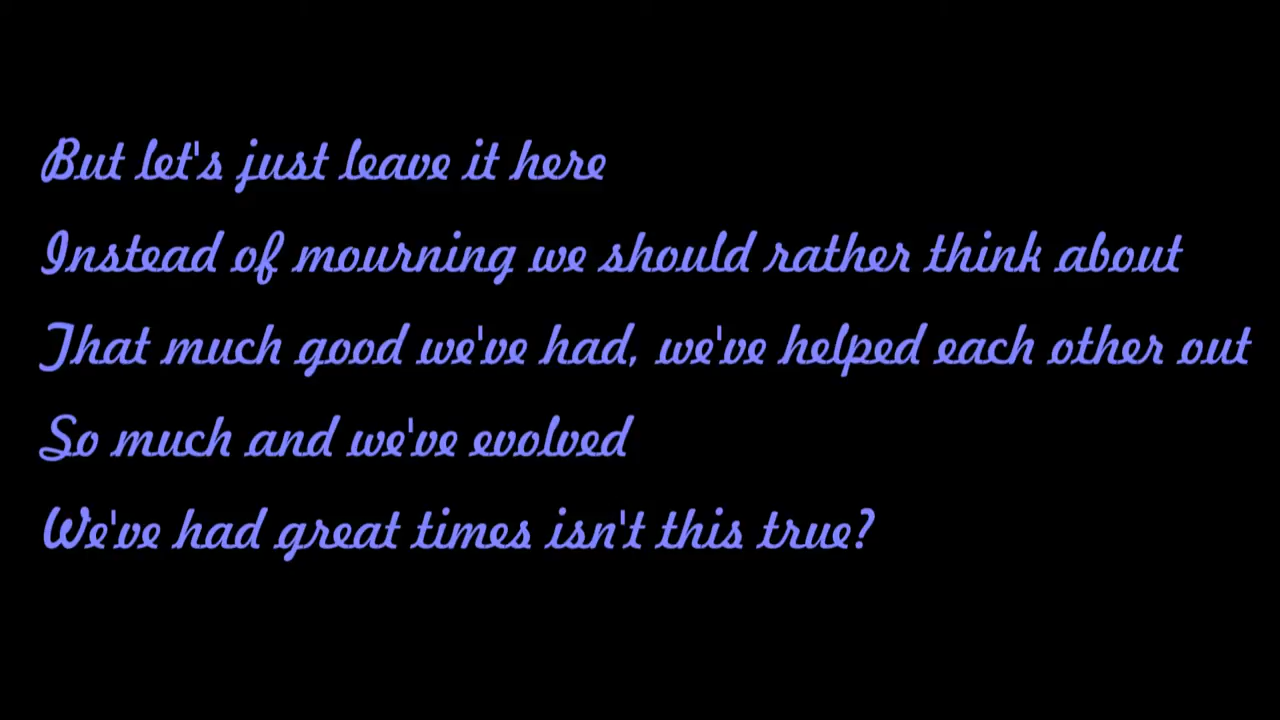 But let's just leave it here
Instead of mourning we should rather think about
That much good we've had, we've helped each other out
So much and we've evolved
We've had great times isn't this true?